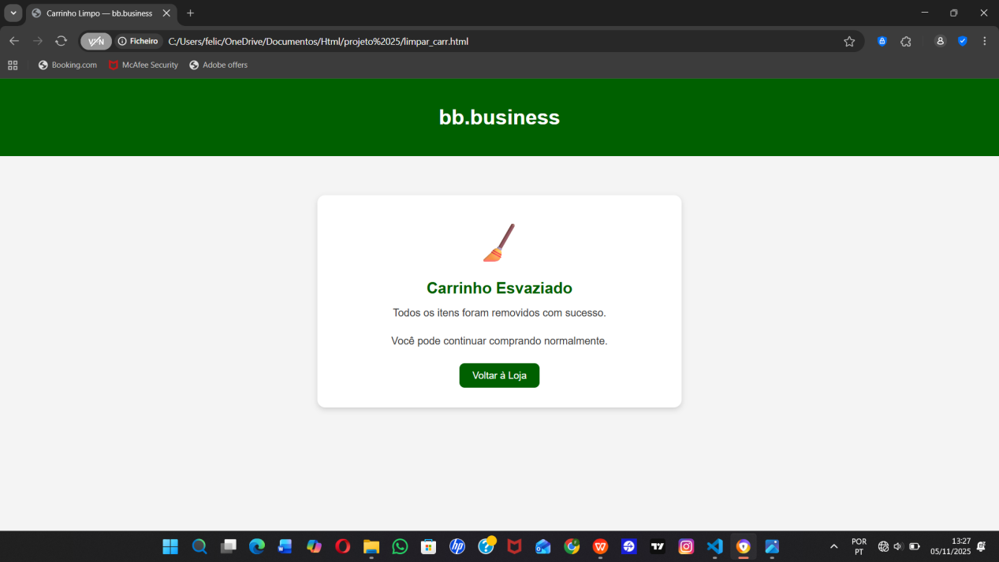 Carrinho Limpo — bb.business
VPN
Ficheiro
C:/Users/felic/OneDrive/Documentos/Html/projeto%2025/limpar_carr.html
Booking.com
McAfee Security
Adobe offers
bb.business
Carrinho Esvaziado
Todos os itens foram removidos com sucesso.
Você pode continuar comprando normalmente.
Voltar à Loja
POR
PT
13:27
05/11/2025